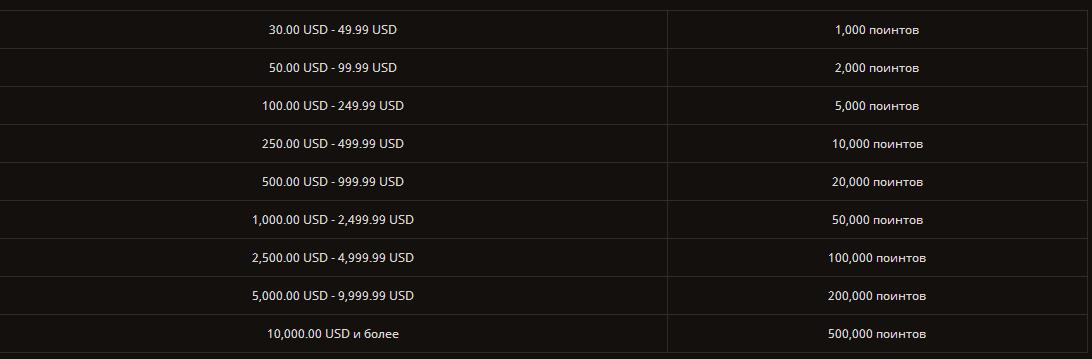 30.00 USD - 49.99 USD 1,000 поинтов
50.00 USD - 99.99 USD 2,000 поинтов
100.00 USD - 249.99 USD 5,000 поинтов
250.00 USD - 499.99 USD 10,000 поинтов
500.00 USD - 999.99 USD 20,000 поинтов
1,000.00 USD - 2,499.99 USD 50,000 поинтов
2,500.00 USD - 4,999.99 USD 100,000 поинтов
5,000.00 USD - 9,999.99 USD 200,000 поинтов
10,000.00 USD и более 500,000 поинтов